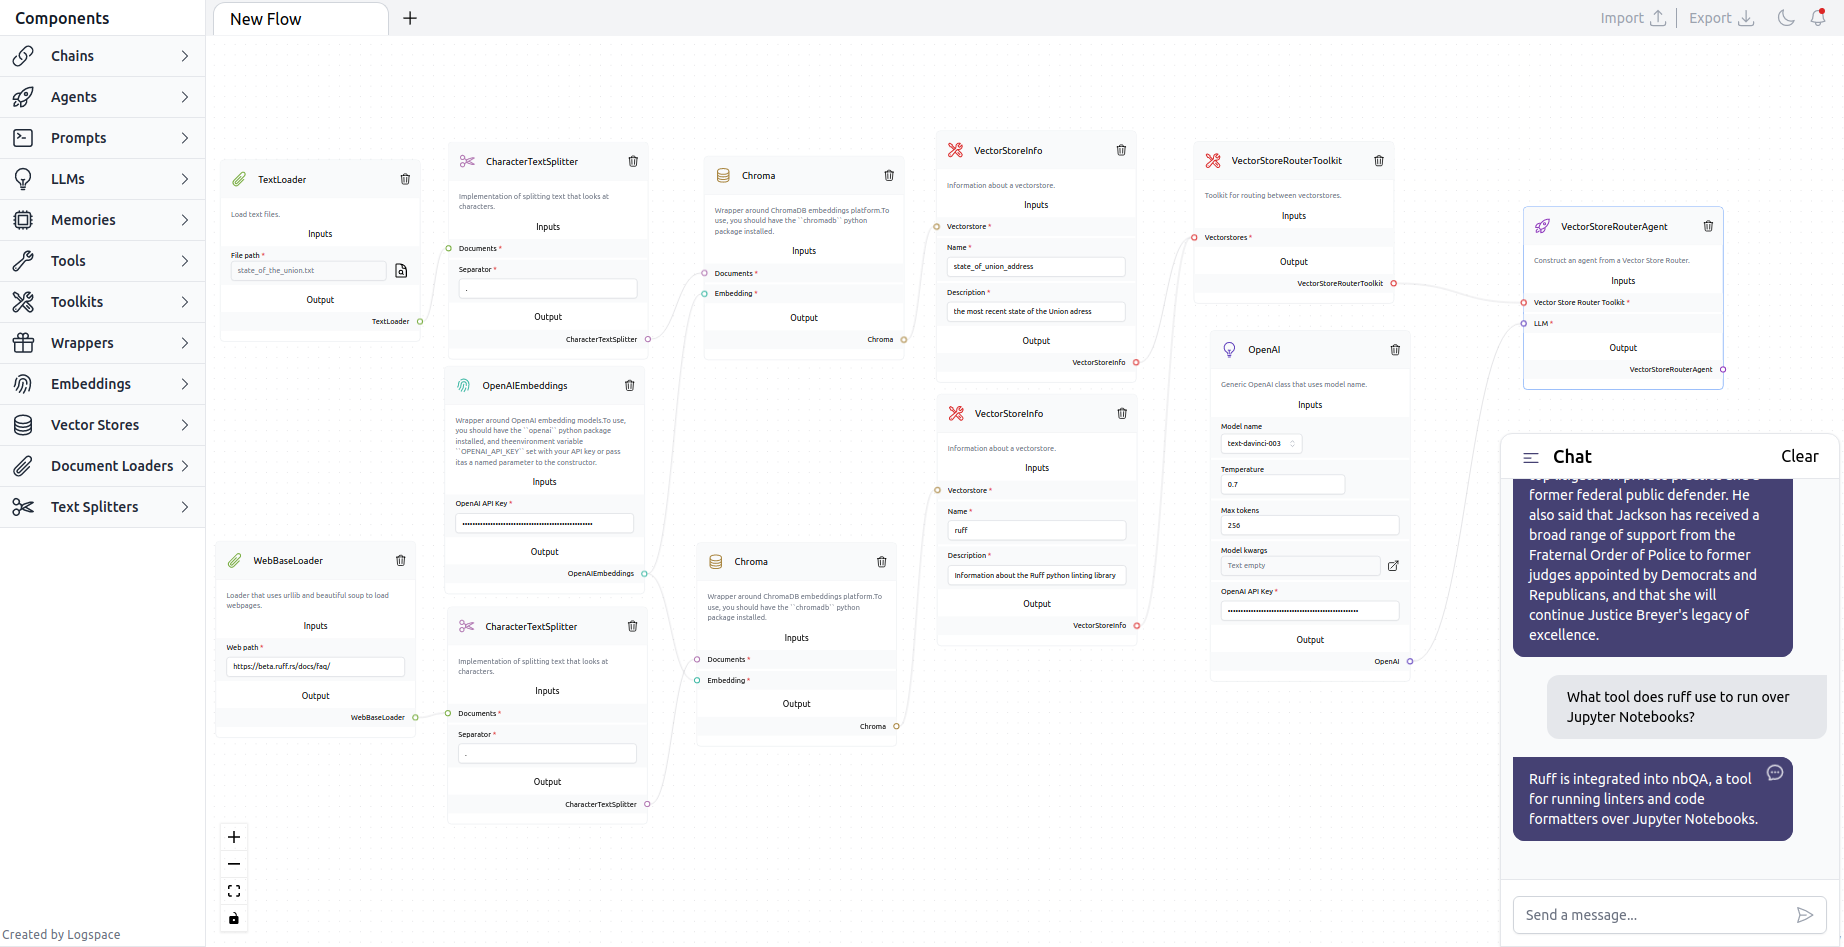 Components
New Flow
Import
Export
Chains
Agents
Prompts
LLMs
Memories
Tools
Toolkits
Wrappers
Embeddings
Vector Stores
Document Loaders
Text Splitters
Created by Logspace
TextLoader
Load text files.
Inputs
File path *
state_of_the_union.txt
Output
TextLoader
WebBaseLoader
Loader that uses urllib and beautiful soup to load
webpages.
Inputs
Web path *
https://beta.ruff.rs/docs/faq/
Output
WebBaseLoader
CharacterTextSplitter
Implementation of splitting text that looks at
characters.
Inputs
Documents *
Separator *
.
Output
CharacterTextSplitter
OpenAIEmbeddings
Wrapper around OpenAI embedding models.To use,
you should have the ``openai`` python package
installed, and theenvironment variable
``OPENAI_API_KEY`` set with your API key or pass
itas a named parameter to the constructor.
Inputs
OpenAI API Key *
Output
OpenAIEmbeddings
CharacterTextSplitter
Implementation of splitting text that looks at
characters.
Inputs
Documents *
Separator *
.
Output
CharacterTextSplitter
Chroma
Wrapper around ChromaDB embeddings platform.To
use, you should have the ``chromadb`` python
package installed.
Inputs
Documents *
Embedding *
Output
Chroma
Chroma
Wrapper around ChromaDB embeddings platform.To
use, you should have the ``chromadb`` python
package installed.
Inputs
Documents *
Embedding *
Output
Chroma
VectorStoreInfo
Information about a vectorstore.
Inputs
Vectorstore *
Name *
state_of_union_address
Description *
the most recent state of the Union adress
Output
VectorStoreInfo
VectorStoreInfo
Information about a vectorstore.
Inputs
Vectorstore *
Name *
ruff
Description *
Information about the Ruff python linting library
Output
VectorStoreInfo
VectorStoreRouterToolkit
Toolkit for routing between vectorstores.
Inputs
Vectorstores *
Output
VectorStoreRouterToolkit
OpenAI
Generic OpenAI class that uses model name.
Inputs
Model name
text-davinci-003
Temperature
0.7
Max tokens
256
Model kwargs
Text empty
OpenAI API Key *
Output
OpenAI
VectorStoreRouterAgent
Construct an agent from a Vector Store Router.
Inputs
Vector Store Router Toolkit *
LLM *
Output
VectorStoreRouterAgent
Chat
Clear
former federal public defender. He
also said that Jackson has received a
broad range of support from the
Fraternal Order of Police to former
judges appointed by Democrats and
Republicans, and that she will
continue Justice Breyer's legacy of
excellence.
What tool does ruff use to run over
Jupyter Notebooks?
Ruff is integrated into nbQA, a tool
for running linters and code
formatters over Jupyter Notebooks.
Send a message...